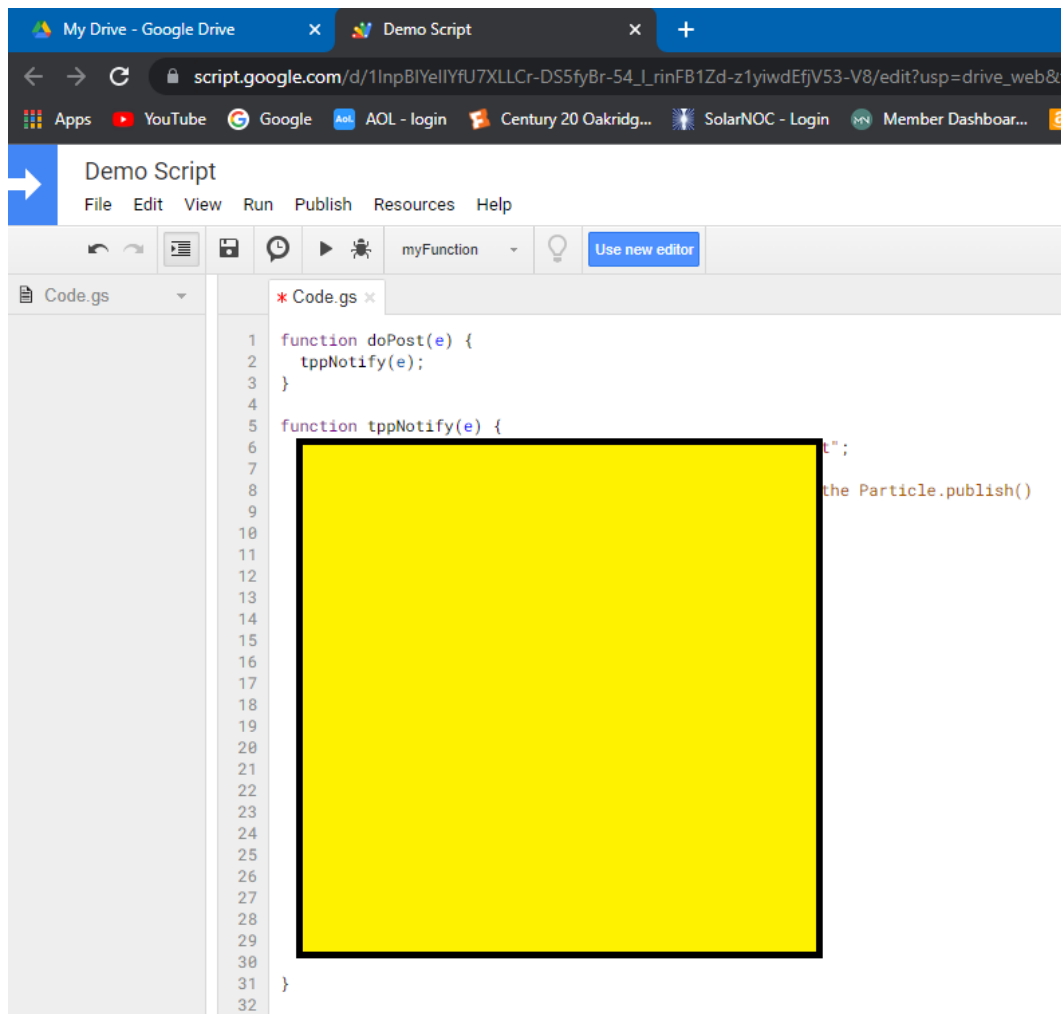 My Drive - Google Drive
Demo Script
script.google.com/d/1InpBIYeIIYfU7XLLCr-DS5fyBr-54_I_rinFB1Zd-z1yiwdEfjV53-V8/edit?usp=drive_web&
Apps YouTube Google AOL - login Century 20 Oakridg... SolarNOC - Login Member Dashboar...
Demo Script
File Edit View Run Publish Resources Help
myFunction Use new editor
Code.gs
* Code.gs ×
1 function doPost(e) {
2 tppNotify(e);
3 }
4
5 function tppNotify(e) {
6 t";
7
8 the Particle.publish()
9
10
11
12
13
14
15
16
17
18
19
20
21
22
23
24
25
26
27
28
29
30
31 }
32